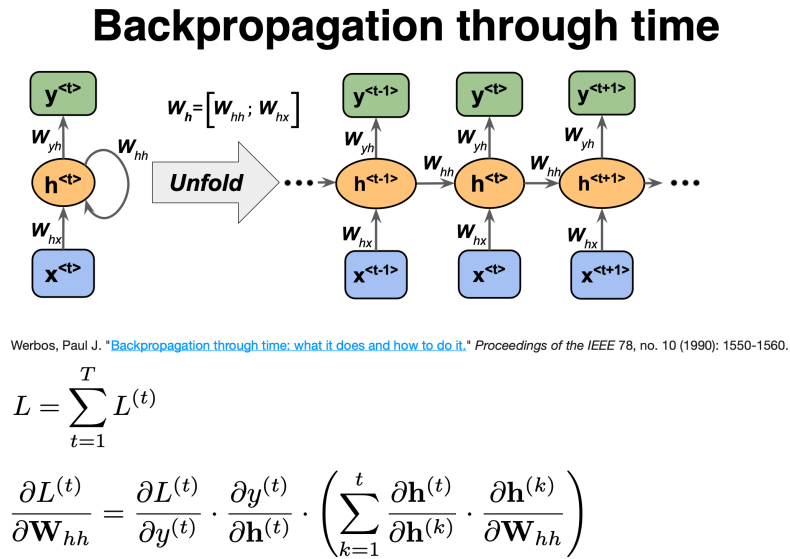 Backpropagation through time
y<t> y<t-1> y<t> y<t+1>
W_h=[W_hh ; W_hx]
W_yh W_hh W_yh W_yh W_yh
W_hh W_hh
h<t> Unfold ••• h<t-1> h<t> h<t+1> •••
W_hx W_hx W_hx W_hx
x<t> x<t-1> x<t> x<t+1>
Werbos, Paul J. "Backpropagation through time: what it does and how to do it." Proceedings of the IEEE 78, no. 10 (1990): 1550-1560.
L = \sum_{t=1}^{T} L^{(t)}
\frac{\partial L^{(t)}}{\partial \mathbf{W}_{hh}} = \frac{\partial L^{(t)}}{\partial y^{(t)}} \cdot \frac{\partial y^{(t)}}{\partial \mathbf{h}^{(t)}} \cdot \left( \sum_{k=1}^{t} \frac{\partial \mathbf{h}^{(t)}}{\partial \mathbf{h}^{(k)}} \cdot \frac{\partial \mathbf{h}^{(k)}}{\partial \mathbf{W}_{hh}} \right)